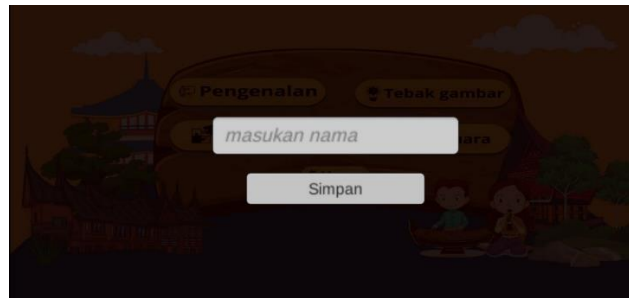 Pengenalan
Tebak gambar
masukan nama
ara
Simpan